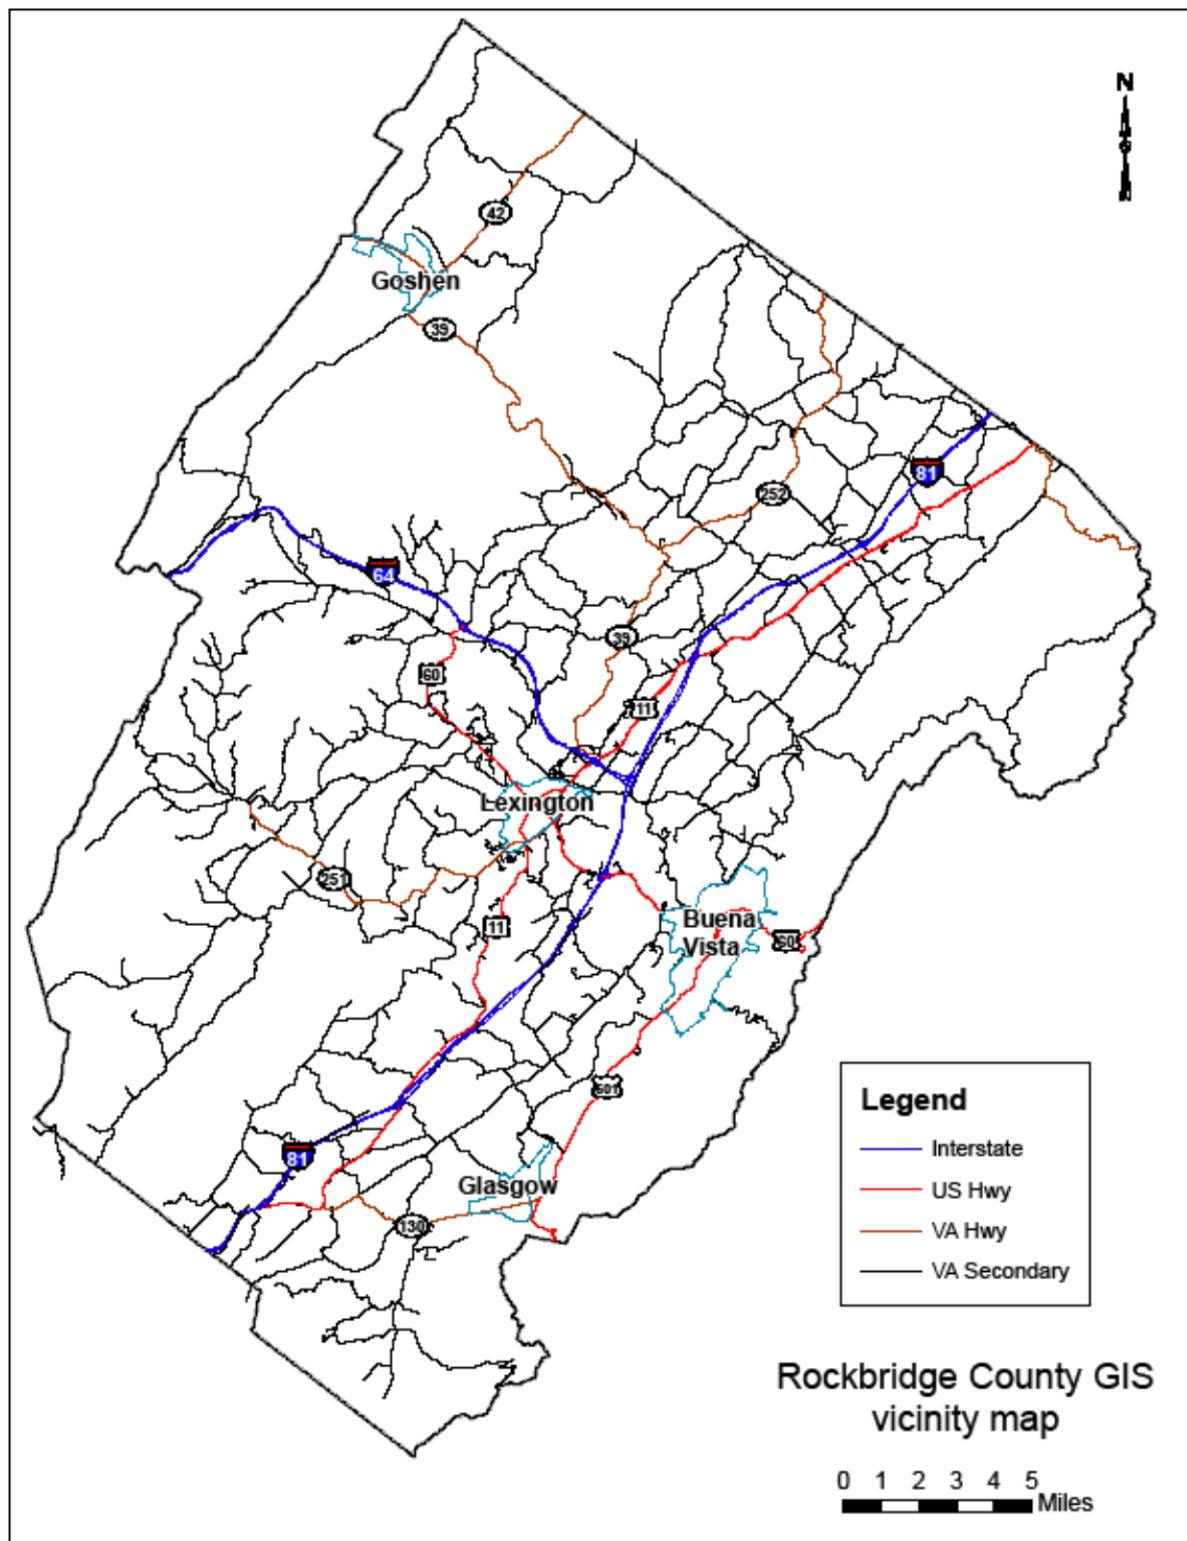 N
42
Goshen
39
81
252
64
39
60
11
Lexington
251
Buena
Vista
11
60
501
81
Glasgow
130
Legend
Interstate
US Hwy
VA Hwy
VA Secondary
Rockbridge County GIS
vicinity map
0 1 2 3 4 5
Miles